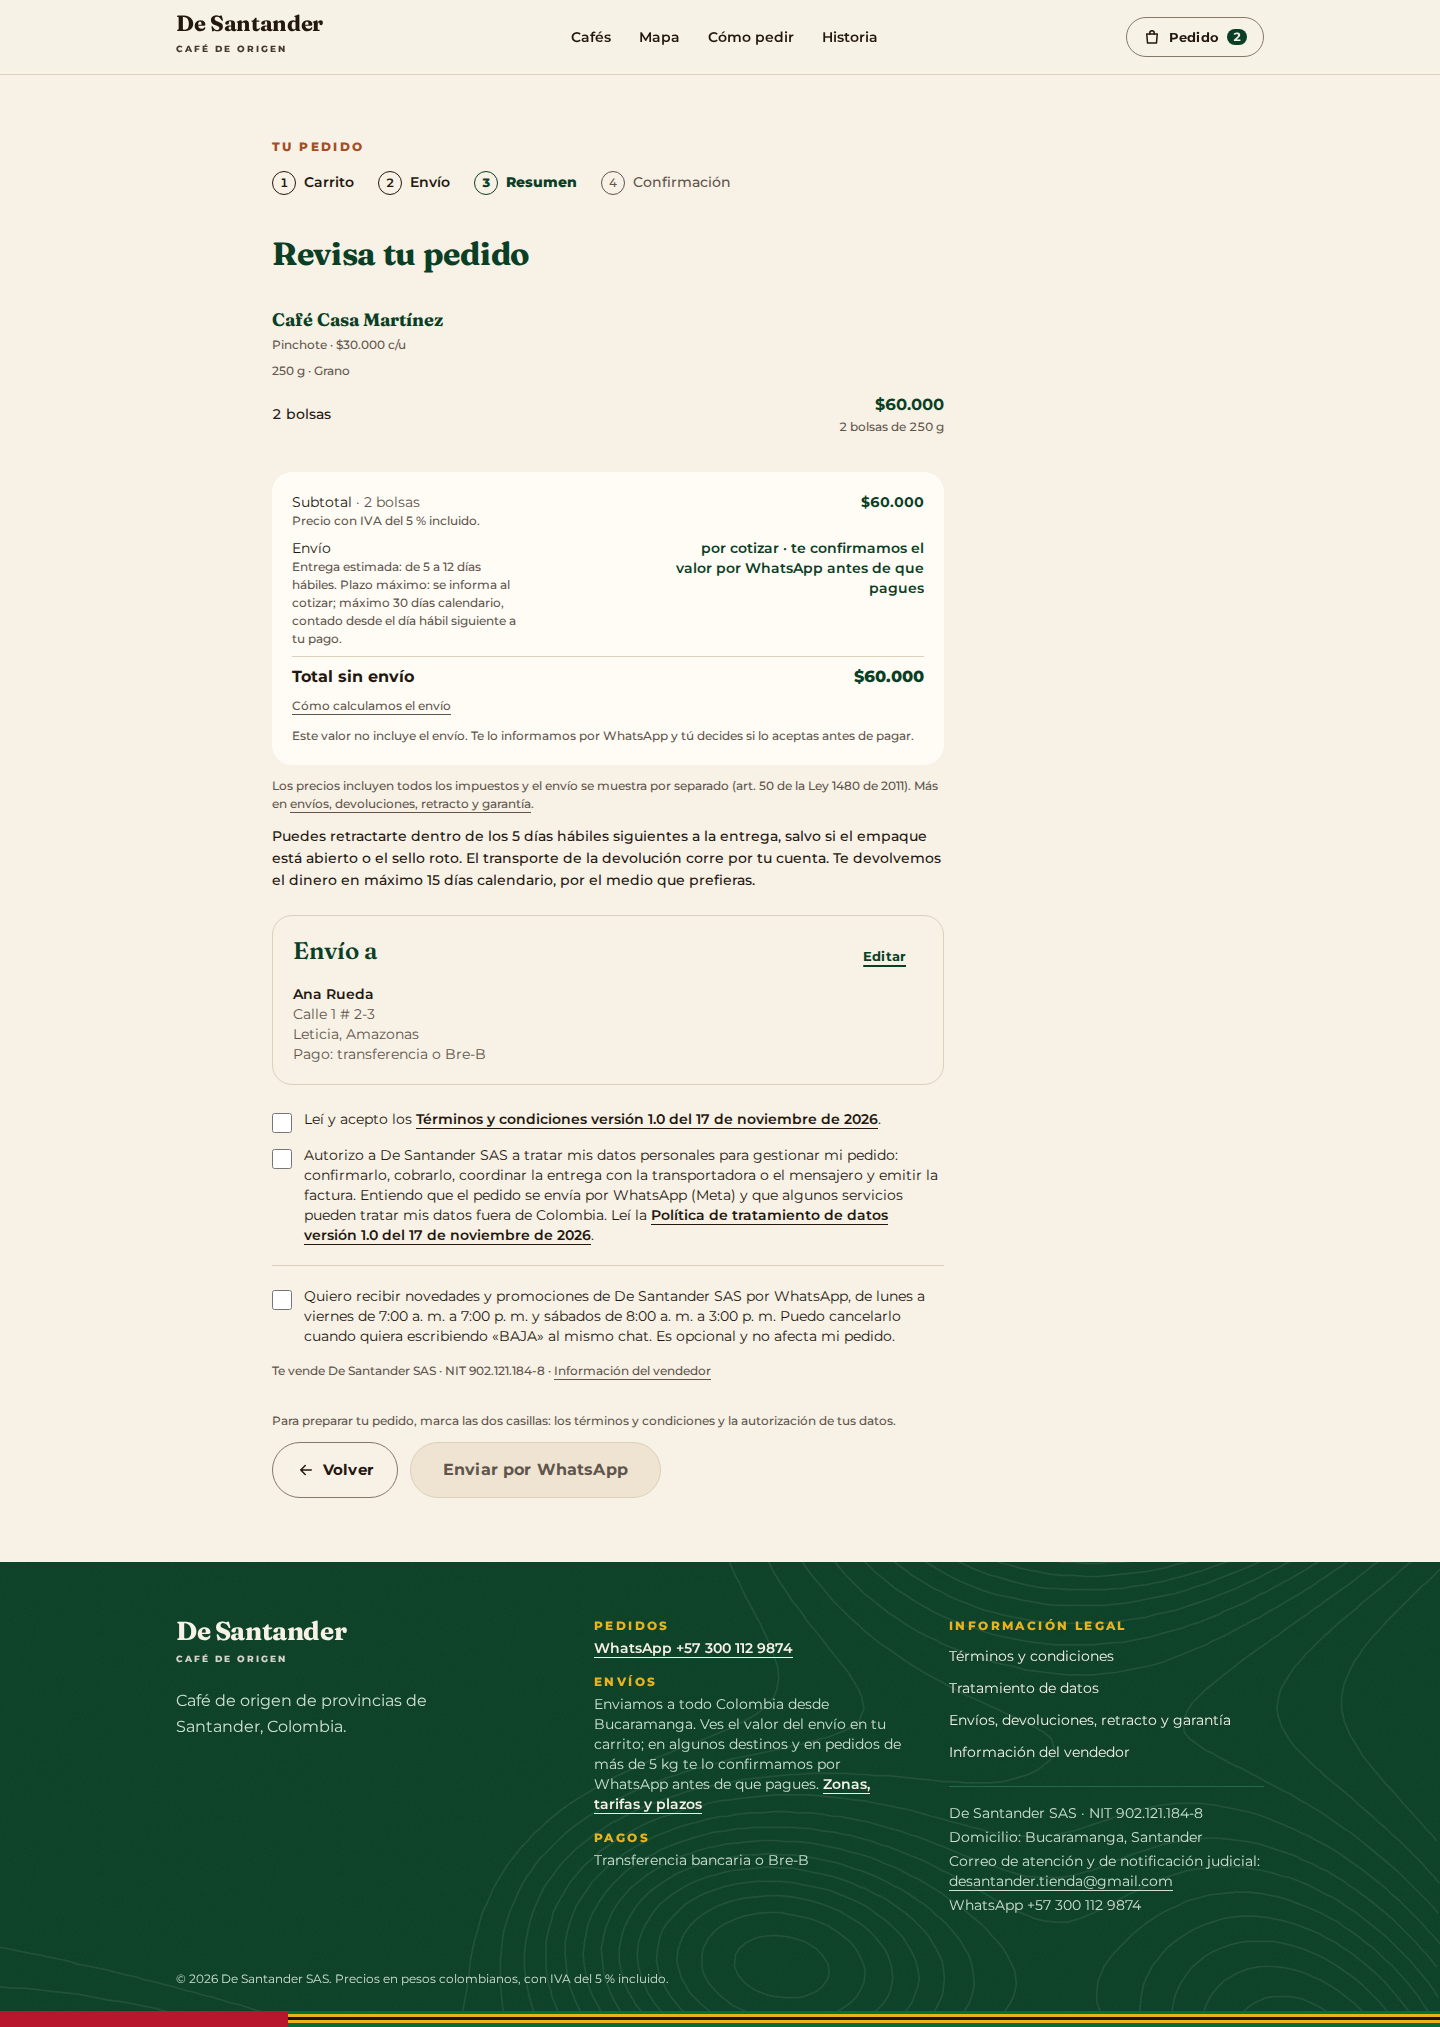 De Santander
CAFÉ DE ORIGEN
Cafés
Mapa
Cómo pedir
Historia
Pedido 2
TU PEDIDO
1 Carrito
2 Envío
3 Resumen
4 Confirmación
Revisa tu pedido
Café Casa Martínez
Pinchote · $30.000 c/u
250 g · Grano
2 bolsas
$60.000
2 bolsas de 250 g
Subtotal · 2 bolsas
$60.000
Precio con IVA del 5 % incluido.
Envío
Entrega estimada: de 5 a 12 días
hábiles. Plazo máximo: se informa al
cotizar; máximo 30 días calendario,
contado desde el día hábil siguiente a
tu pago.
por cotizar · te confirmamos el
valor por WhatsApp antes de que
pagues
Total sin envío
$60.000
Cómo calculamos el envío
Este valor no incluye el envío. Te lo informamos por WhatsApp y tú decides si lo aceptas antes de pagar.
Los precios incluyen todos los impuestos y el envío se muestra por separado (art. 50 de la Ley 1480 de 2011). Más
en envíos, devoluciones, retracto y garantía.
Puedes retractarte dentro de los 5 días hábiles siguientes a la entrega, salvo si el empaque
está abierto o el sello roto. El transporte de la devolución corre por tu cuenta. Te devolvemos
el dinero en máximo 15 días calendario, por el medio que prefieras.
Envío a
Editar
Ana Rueda
Calle 1 # 2-3
Leticia, Amazonas
Pago: transferencia o Bre-B
Leí y acepto los Términos y condiciones versión 1.0 del 17 de noviembre de 2026.
Autorizo a De Santander SAS a tratar mis datos personales para gestionar mi pedido:
confirmarlo, cobrarlo, coordinar la entrega con la transportadora o el mensajero y emitir la
factura. Entiendo que el pedido se envía por WhatsApp (Meta) y que algunos servicios
pueden tratar mis datos fuera de Colombia. Leí la Política de tratamiento de datos
versión 1.0 del 17 de noviembre de 2026.
Quiero recibir novedades y promociones de De Santander SAS por WhatsApp, de lunes a
viernes de 7:00 a. m. a 7:00 p. m. y sábados de 8:00 a. m. a 3:00 p. m. Puedo cancelarlo
cuando quiera escribiendo «BAJA» al mismo chat. Es opcional y no afecta mi pedido.
Te vende De Santander SAS · NIT 902.121.184-8 · Información del vendedor
Para preparar tu pedido, marca las dos casillas: los términos y condiciones y la autorización de tus datos.
← Volver
Enviar por WhatsApp
De Santander
CAFÉ DE ORIGEN
Café de origen de provincias de
Santander, Colombia.
PEDIDOS
WhatsApp +57 300 112 9874
ENVÍOS
Enviamos a todo Colombia desde
Bucaramanga. Ves el valor del envío en tu
carrito; en algunos destinos y en pedidos de
más de 5 kg te lo confirmamos por
WhatsApp antes de que pagues. Zonas,
tarifas y plazos
PAGOS
Transferencia bancaria o Bre-B
INFORMACIÓN LEGAL
Términos y condiciones
Tratamiento de datos
Envíos, devoluciones, retracto y garantía
Información del vendedor
De Santander SAS · NIT 902.121.184-8
Domicilio: Bucaramanga, Santander
Correo de atención y de notificación judicial:
desantander.tienda@gmail.com
WhatsApp +57 300 112 9874
© 2026 De Santander SAS. Precios en pesos colombianos, con IVA del 5 % incluido.